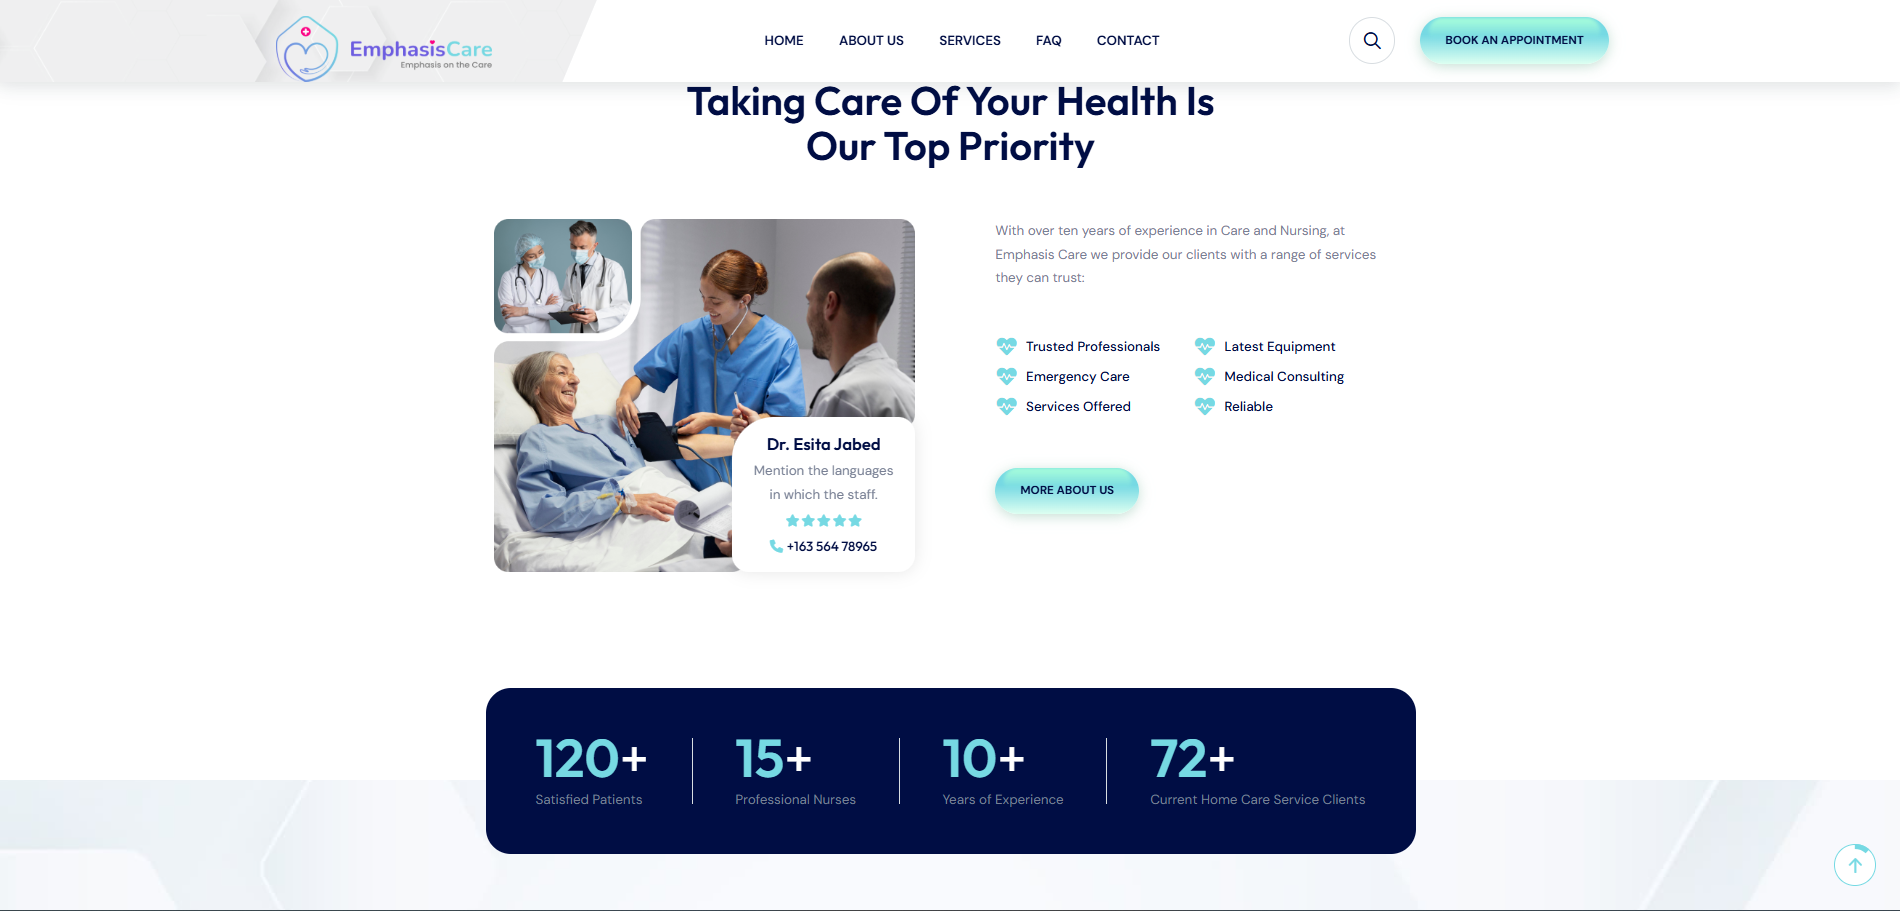 EmphasisCare
Emphasis on the Care
HOME
ABOUT US
SERVICES
FAQ
CONTACT
BOOK AN APPOINTMENT
Taking Care Of Your Health Is
Our Top Priority
With over ten years of experience in Care and Nursing, at
Emphasis Care we provide our clients with a range of services
they can trust:
Trusted Professionals
Latest Equipment
Emergency Care
Medical Consulting
Services Offered
Reliable
MORE ABOUT US
Dr. Esita Jabed
Mention the languages
in which the staff.
+163 564 78965
120+
Satisfied Patients
15+
Professional Nurses
10+
Years of Experience
72+
Current Home Care Service Clients